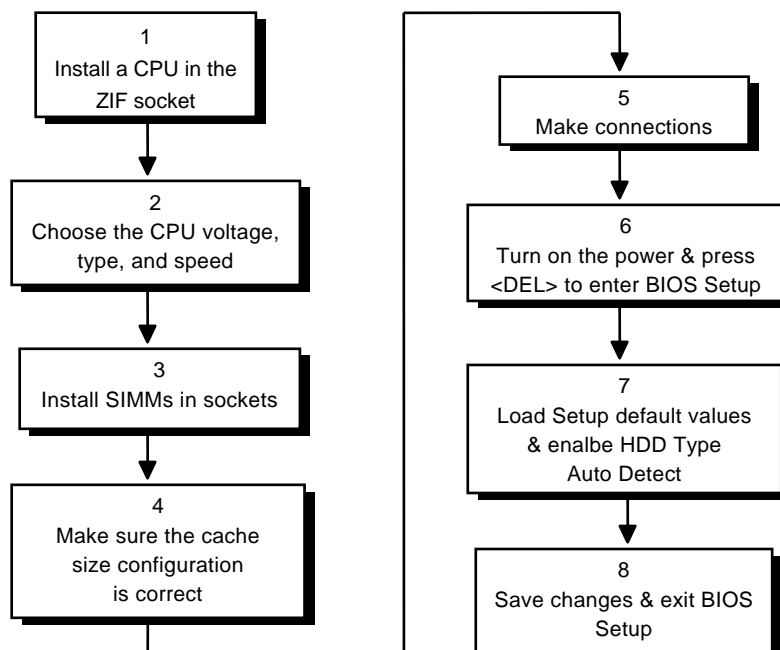 1
Install a CPU in the
ZIF socket
2
Choose the CPU voltage,
type, and speed
3
Install SIMMs in sockets
4
Make sure the cache
size configuration
is correct
5
Make connections
6
Turn on the power & press
<DEL> to enter BIOS Setup
7
Load Setup default values
& enalbe HDD Type
Auto Detect
8
Save changes & exit BIOS
Setup